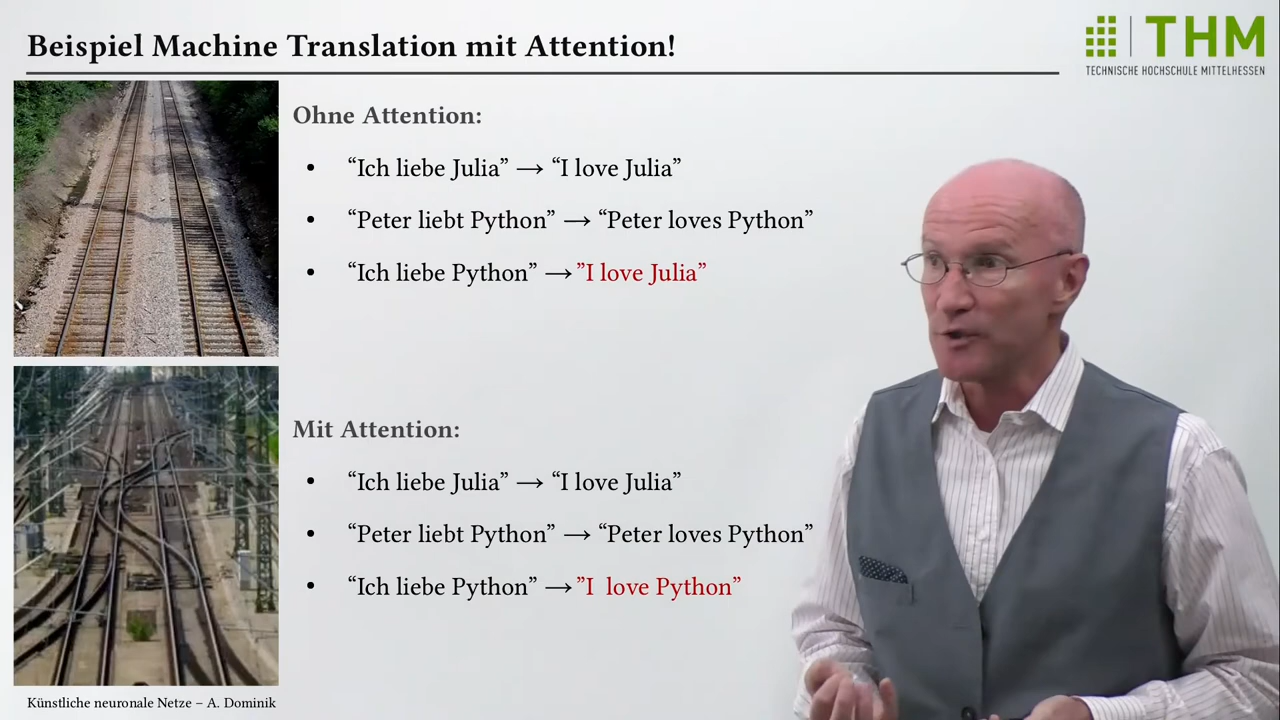 Beispiel Machine Translation mit Attention!
THM
TECHNISCHE HOCHSCHULE MITTELHESSEN
Ohne Attention:
• “Ich liebe Julia” → “I love Julia”
• “Peter liebt Python” → “Peter loves Python”
• “Ich liebe Python” → ”I love Julia”
Mit Attention:
• “Ich liebe Julia” → “I love Julia”
• “Peter liebt Python” → “Peter loves Python”
• “Ich liebe Python” → ”I  love Python”
Künstliche neuronale Netze – A. Dominik